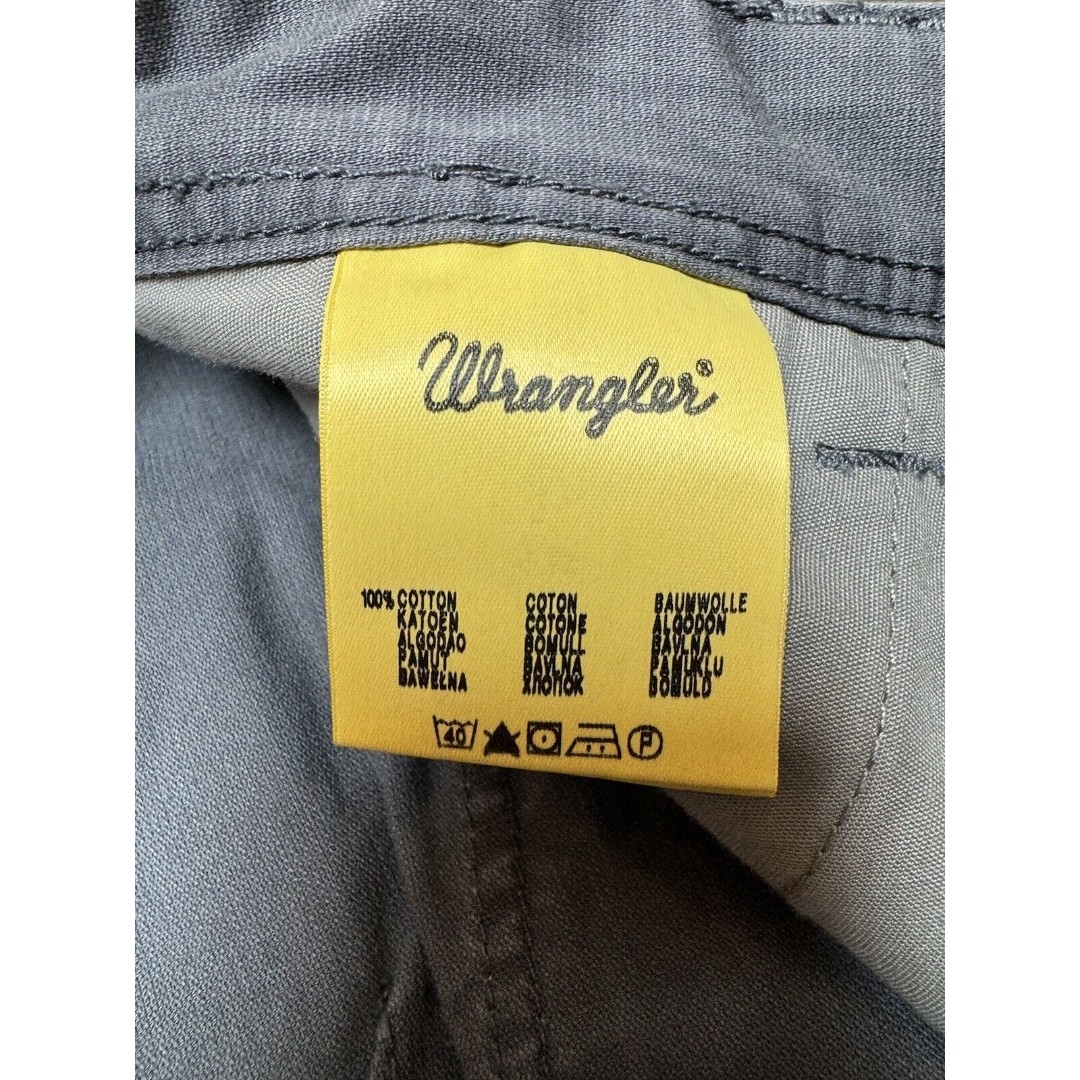 Wrangler®
100% COTTON COTON BAUMWOLLE
KATOEN COTONE ALGODON
ALGODAO BOMULL BAVLNA
PAMUT BAVLNA PAMUKLU
BAWEŁNA ХЛОПОК BOMULD
40
P